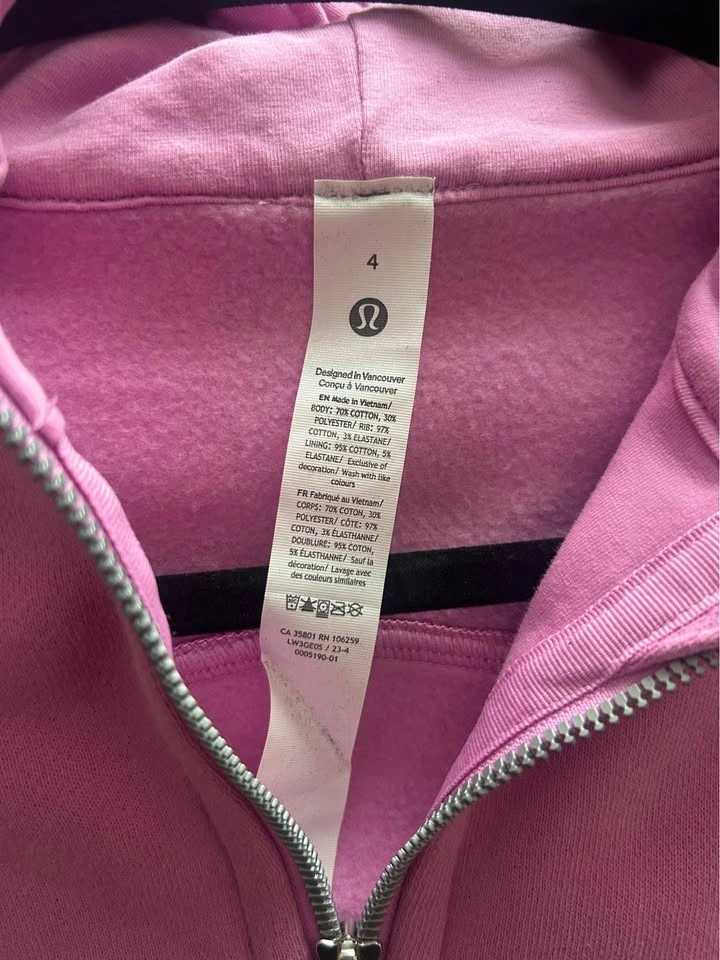 4
Designed in Vancouver
Conçu à Vancouver
EN Made in Vietnam/
BODY: 70% COTTON, 30%
POLYESTER/ RIB: 97%
COTTON, 3% ELASTANE/
LINING: 95% COTTON, 5%
ELASTANE/ Exclusive of
decoration/ Wash with like
colours
FR Fabriqué au Vietnam/
CORPS: 70% COTON, 30%
POLYESTER/ CÔTE: 97%
COTON, 3% ÉLASTHANNE/
DOUBLURE: 95% COTON,
5% ÉLASTHANNE/ Sauf la
décoration/ Lavage avec
des couleurs similaires
CA 35801 RN 106259
LW3GE0S / 23-4
0005190-01